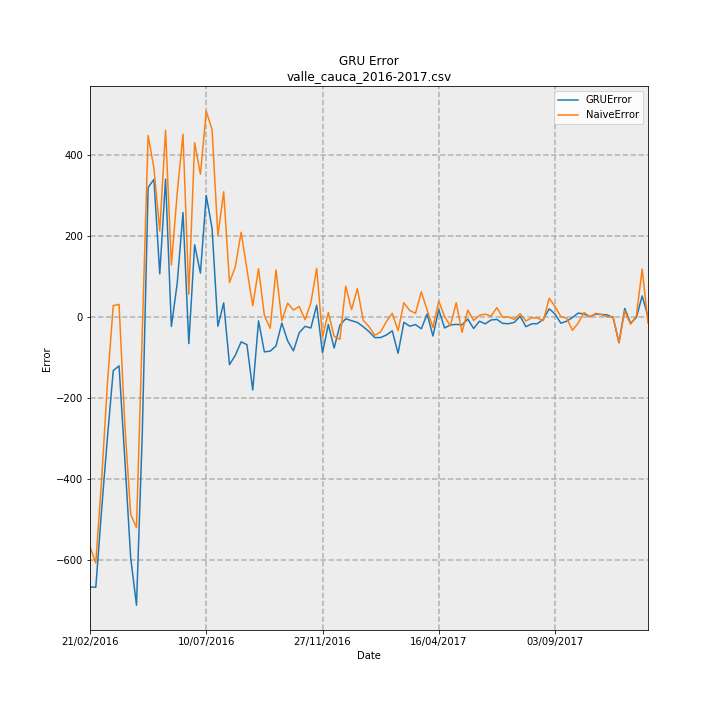 GRU Error
valle_cauca_2016-2017.csv
GRUError
NaiveError
400
200
0
−200
−400
−600
Error
21/02/2016
10/07/2016
27/11/2016
16/04/2017
03/09/2017
Date